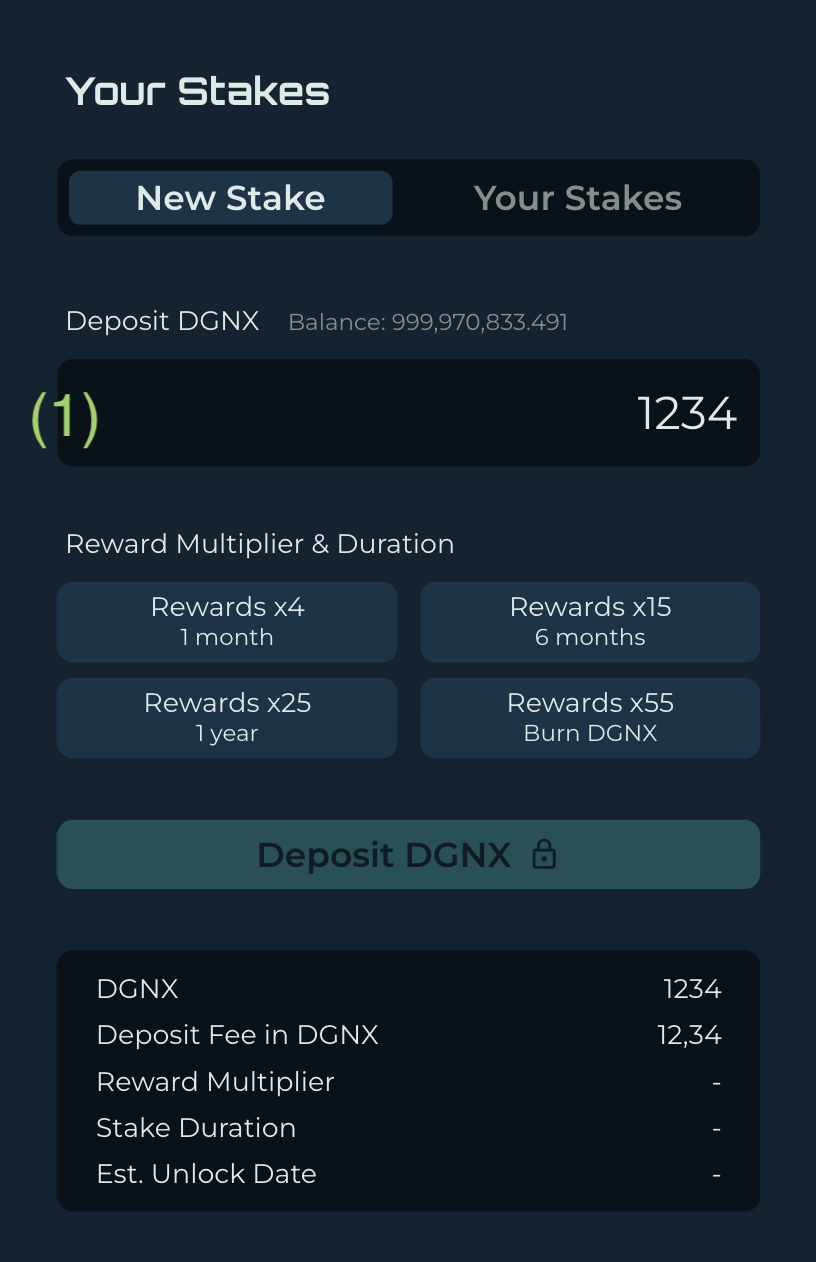 Your Stakes
New Stake Your Stakes
Deposit DGNX Balance: 999,970,833.491
(1) 1234
Reward Multiplier & Duration
Rewards x4 Rewards x15
1 month 6 months
Rewards x25 Rewards x55
1 year Burn DGNX
Deposit DGNX
DGNX 1234
Deposit Fee in DGNX 12,34
Reward Multiplier -
Stake Duration -
Est. Unlock Date -